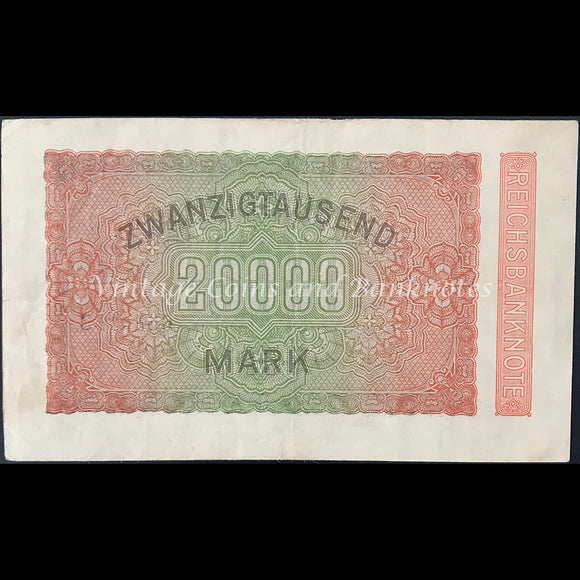 ZWANZIGTAUSEND
20000
Vintage Coins and Banknotes
MARK
REICHSBANKNOTE